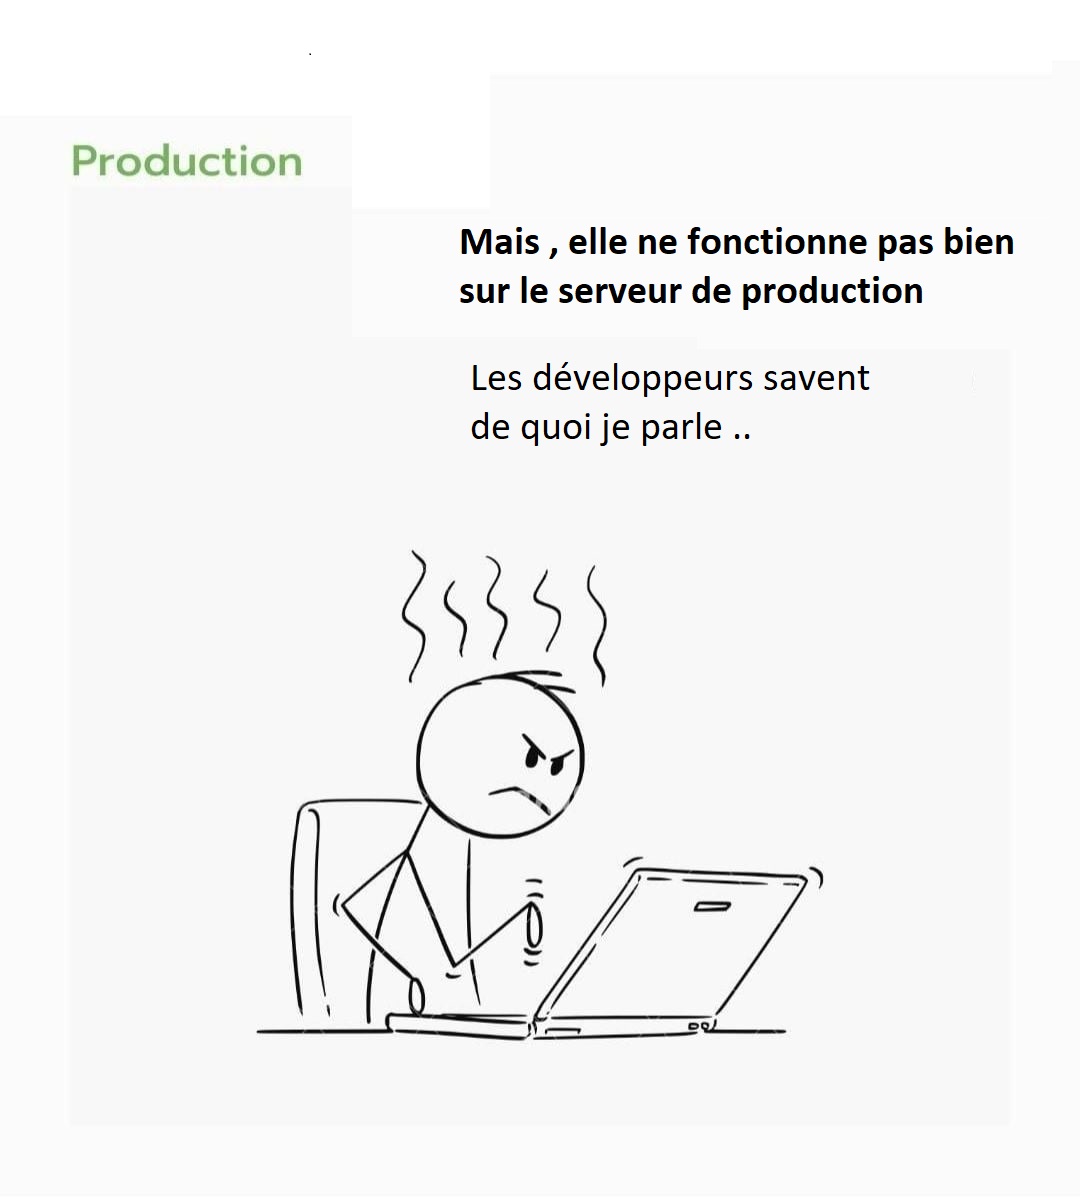 Production
Mais , elle ne fonctionne pas bien
sur le serveur de production
Les développeurs savent
de quoi je parle ..